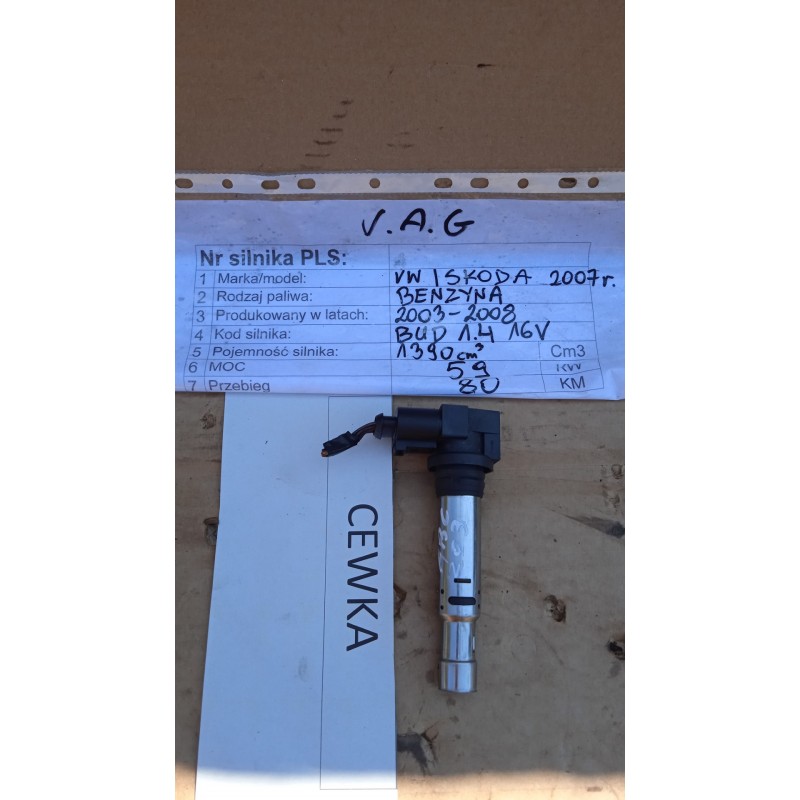 V.A.G
Nr silnika PLS:
1 Marka/model: VW I SKODA 2007r.
2 Rodzaj paliwa: BENZYNA
3 Produkowany w latach: 2003-2008
4 Kod silnika: BUD 1.4 16V
5 Pojemność silnika: 1390cm³ Cm3
6 MOC 59 KW
7 Przebieg 80 KM
CEWKA